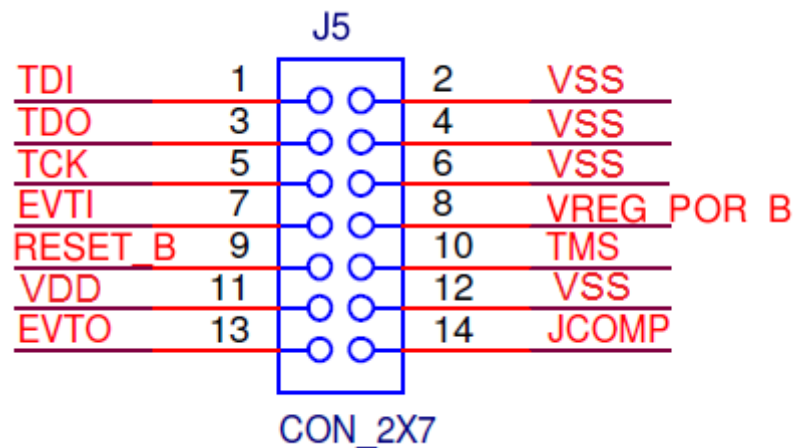 J5
TDI 1 2 VSS
TDO 3 4 VSS
TCK 5 6 VSS
EVTI 7 8 VREG_POR_B
RESET_B 9 10 TMS
VDD 11 12 VSS
EVTO 13 14 JCOMP
CON_2X7